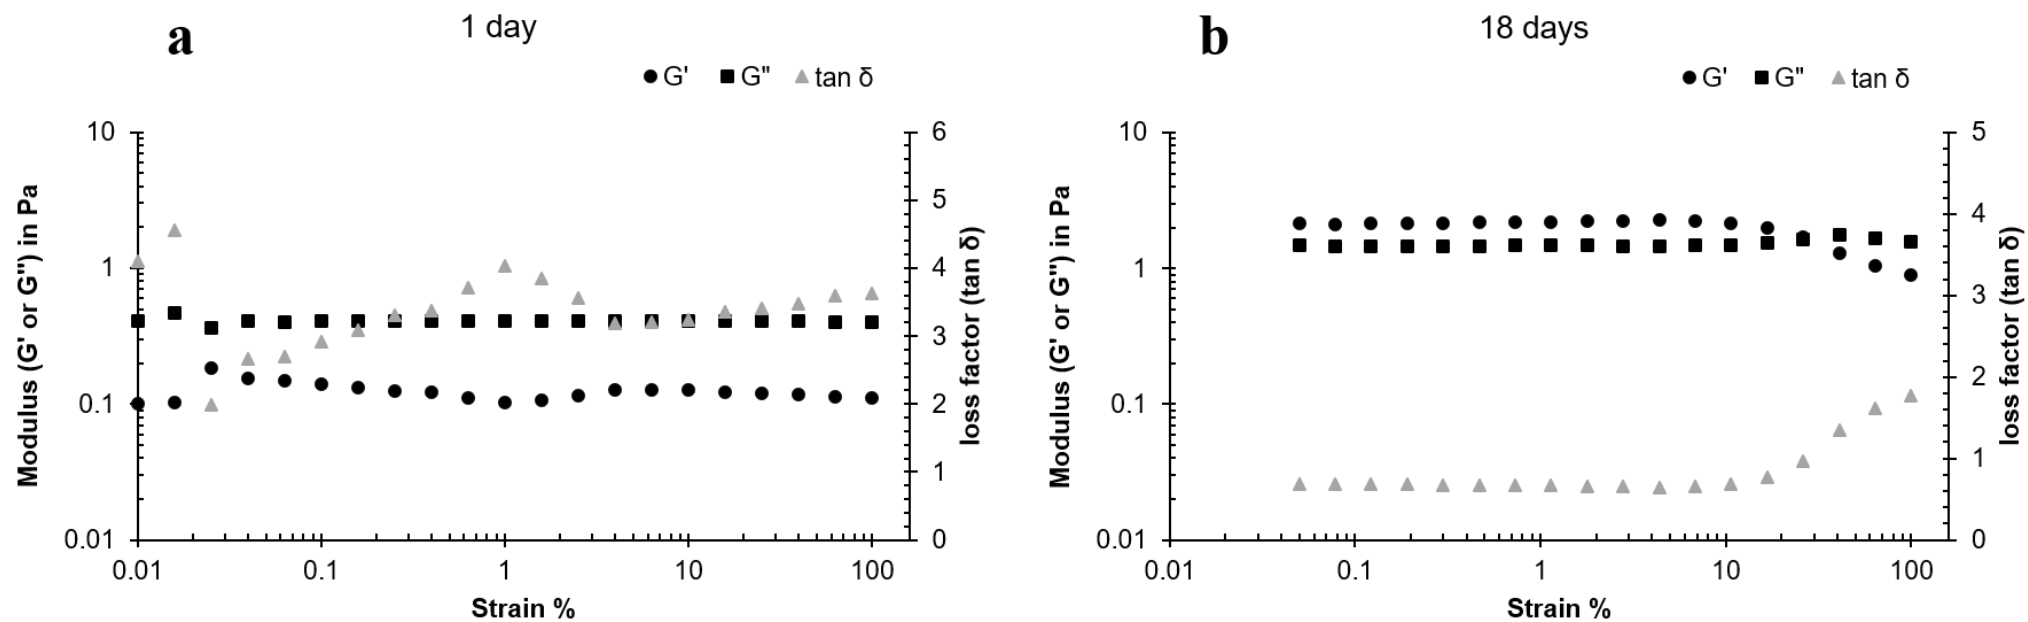 a
1 day
G' G" tan δ
Modulus (G' or G") in Pa
10
1
0.1
0.01
6
5
4
3
2
1
0
loss factor (tan δ)
0.01 0.1 1 10 100
Strain %
b
18 days
G' G" tan δ
Modulus (G' or G") in Pa
10
1
0.1
0.01
5
4
3
2
1
0
loss factor (tan δ)
0.01 0.1 1 10 100
Strain %